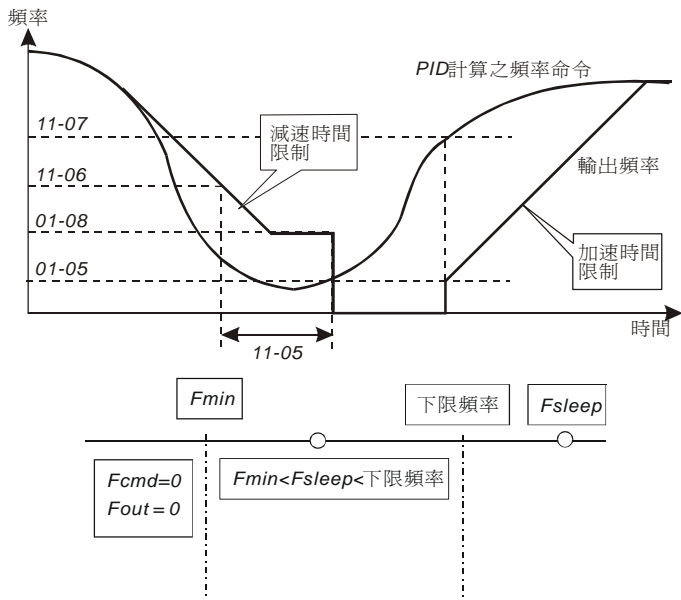 頻率
PID計算之頻率命令
11-07
減速時間
限制
11-06
輸出頻率
01-08
加速時間
限制
01-05
時間
11-05
Fmin
下限頻率
Fsleep
Fcmd=0
Fout = 0
Fmin<Fsleep<下限頻率